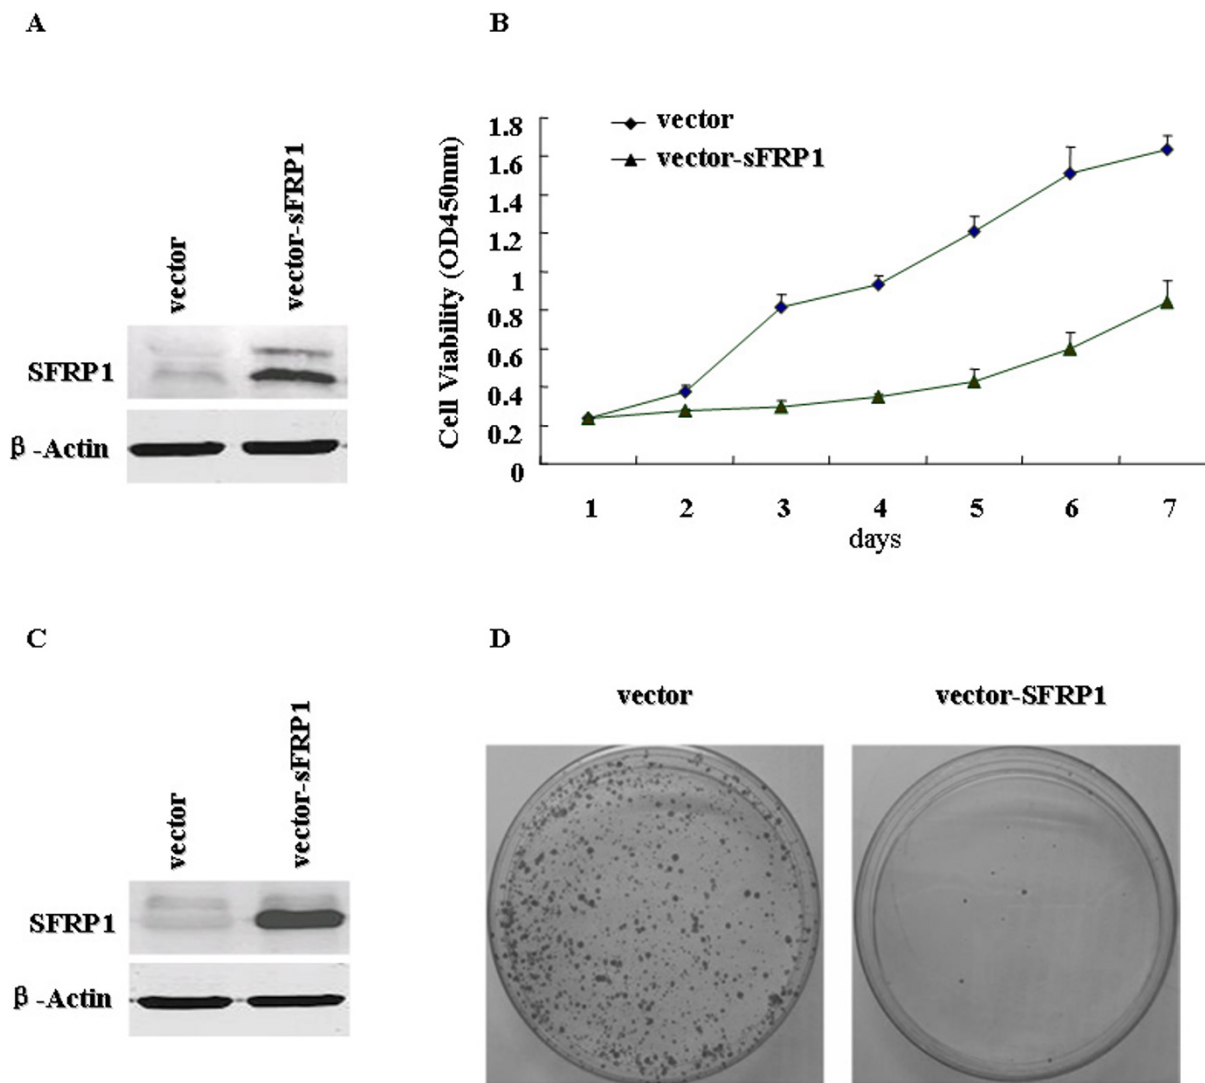 A
vector
vector-sFRP1
SFRP1
β-Actin
B
vector
vector-sFRP1
Cell Viability (OD450nm)
1.8
1.6
1.4
1.2
1
0.8
0.6
0.4
0.2
0
1 2 3 4 5 6 7
days
C
vector
vector-sFRP1
SFRP1
β-Actin
D
vector vector-SFRP1